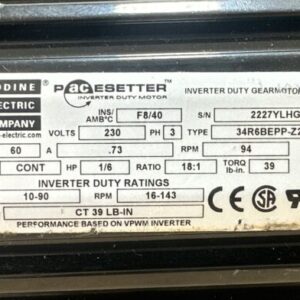 ODINE
ECTRIC
OMPANY
e-electric.com
PacESETTER™
INVERTER DUTY MOTOR
INVERTER DUTY GEARMOTOR
INS/
AMB°C F8/40 S/N 2227YLHG
VOLTS 230 PH 3 34R6BEPP-Z2
60 A .73 RPM 94
CONT HP 1/6 RATIO 18:1 TORQ
lb-in. 39
INVERTER DUTY RATINGS
10-90 RPM 16-143
CT 39 LB-IN
PERFORMANCE BASED ON VPWM INVERTER
CE